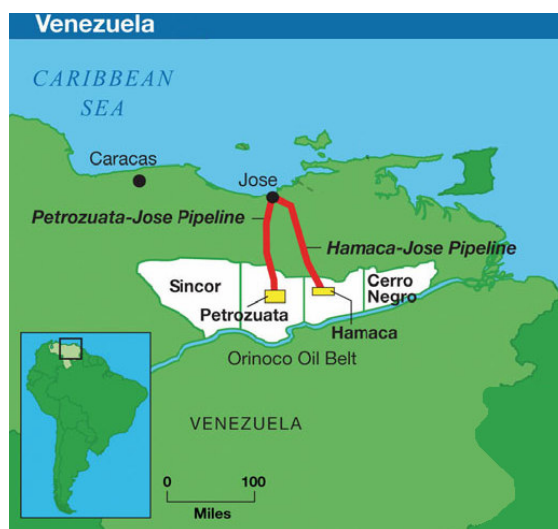 Venezuela
CARIBBEAN
SEA
Caracas
Jose
Petrozuata-Jose Pipeline
Hamaca-Jose Pipeline
Sincor
Cerro
Negro
Petrozuata
Hamaca
Orinoco Oil Belt
VENEZUELA
0 100
Miles